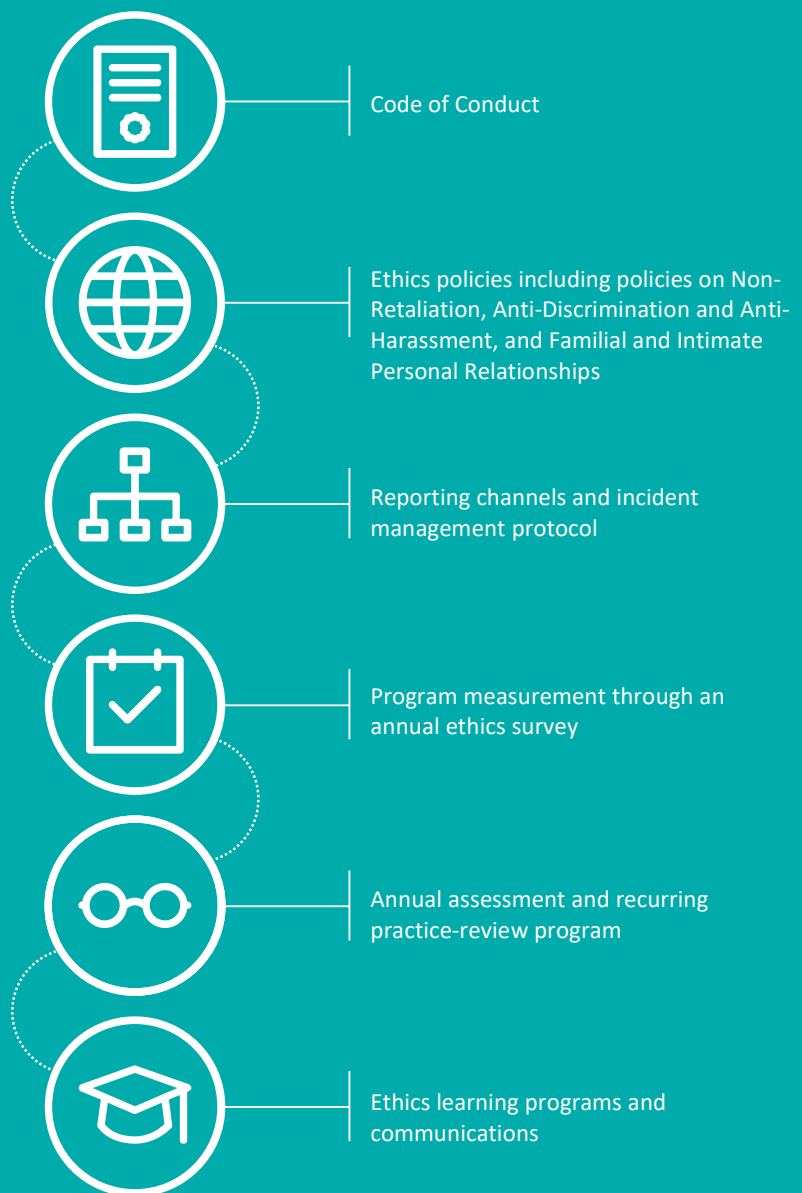 Code of Conduct
Ethics policies including policies on Non-
Retaliation, Anti-Discrimination and Anti-
Harassment, and Familial and Intimate
Personal Relationships
Reporting channels and incident
management protocol
Program measurement through an
annual ethics survey
Annual assessment and recurring
practice-review program
Ethics learning programs and
communications